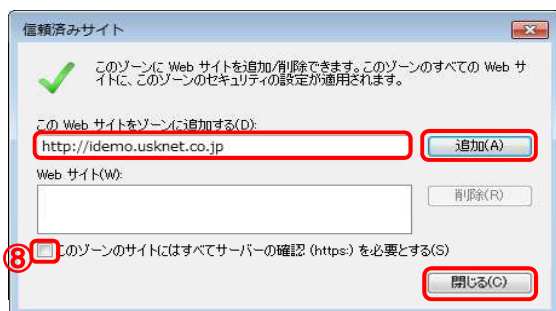 信頼済みサイト
このゾーンに Web サイトを追加/削除できます。このゾーンのすべての Web サ
イトに、このゾーンのセキュリティの設定が適用されます。
この Web サイトをゾーンに追加する(D):
http://idemo.usknet.co.jp
追加(A)
Web サイト(W):
削除(R)
⑧
このゾーンのサイトにはすべてサーバーの確認 (https:) を必要とする(S)
閉じる(C)